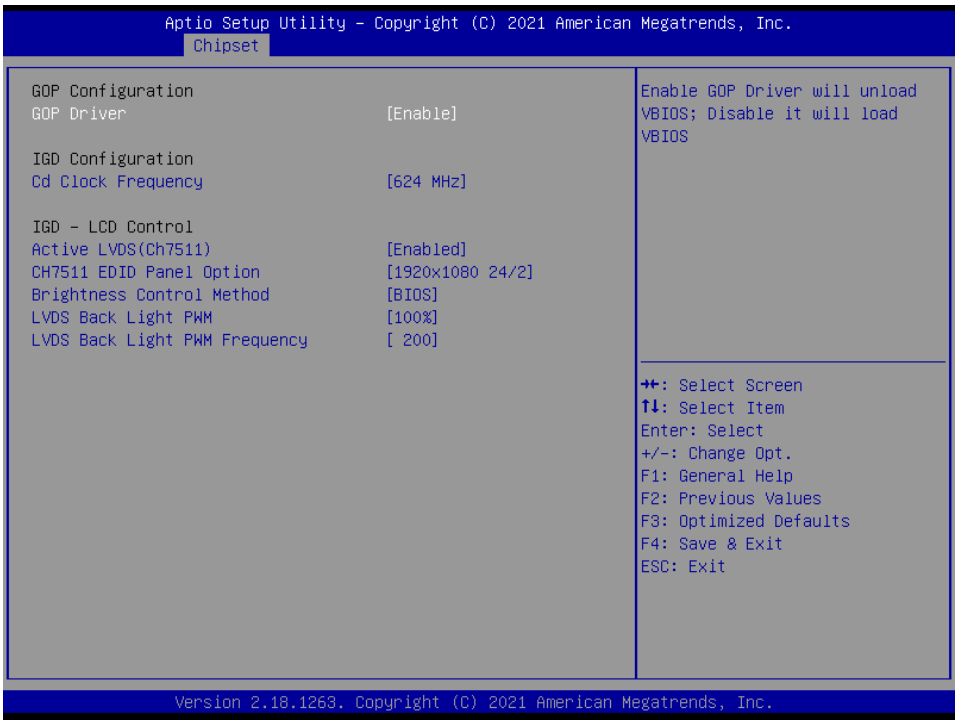 Aptio Setup Utility – Copyright (C) 2021 American Megatrends, Inc.
Chipset
GOP Configuration
GOP Driver [Enable]
IGD Configuration
Cd Clock Frequency [624 MHz]
IGD – LCD Control
Active LVDS(Ch7511) [Enabled]
CH7511 EDID Panel Option [1920x1080 24/2]
Brightness Control Method [BIOS]
LVDS Back Light PWM [100%]
LVDS Back Light PWM Frequency [ 200]
Enable GOP Driver will unload
VBIOS; Disable it will load
VBIOS
→←: Select Screen
↑↓: Select Item
Enter: Select
+/-: Change Opt.
F1: General Help
F2: Previous Values
F3: Optimized Defaults
F4: Save & Exit
ESC: Exit
Version 2.18.1263. Copyright (C) 2021 American Megatrends, Inc.